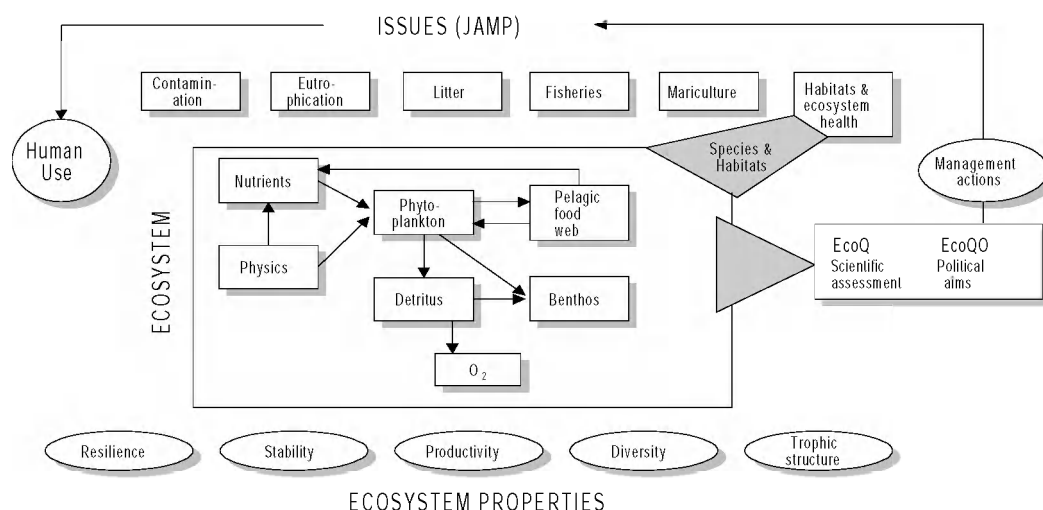 ISSUES (JAMP)
Contamin-
ation
Eutro-
phication
Litter
Fisheries
Mariculture
Habitats &
ecosystem
health
Human
Use
Species &
Habitats
Management
actions
ECOSYSTEM
Nutrients
Phyto-
plankton
Pelagic
food
web
Physics
Detritus
Benthos
O₂
EcoQ
Scientific
assessment
EcoQO
Political
aims
Resilience
Stability
Productivity
Diversity
Trophic
structure
ECOSYSTEM PROPERTIES